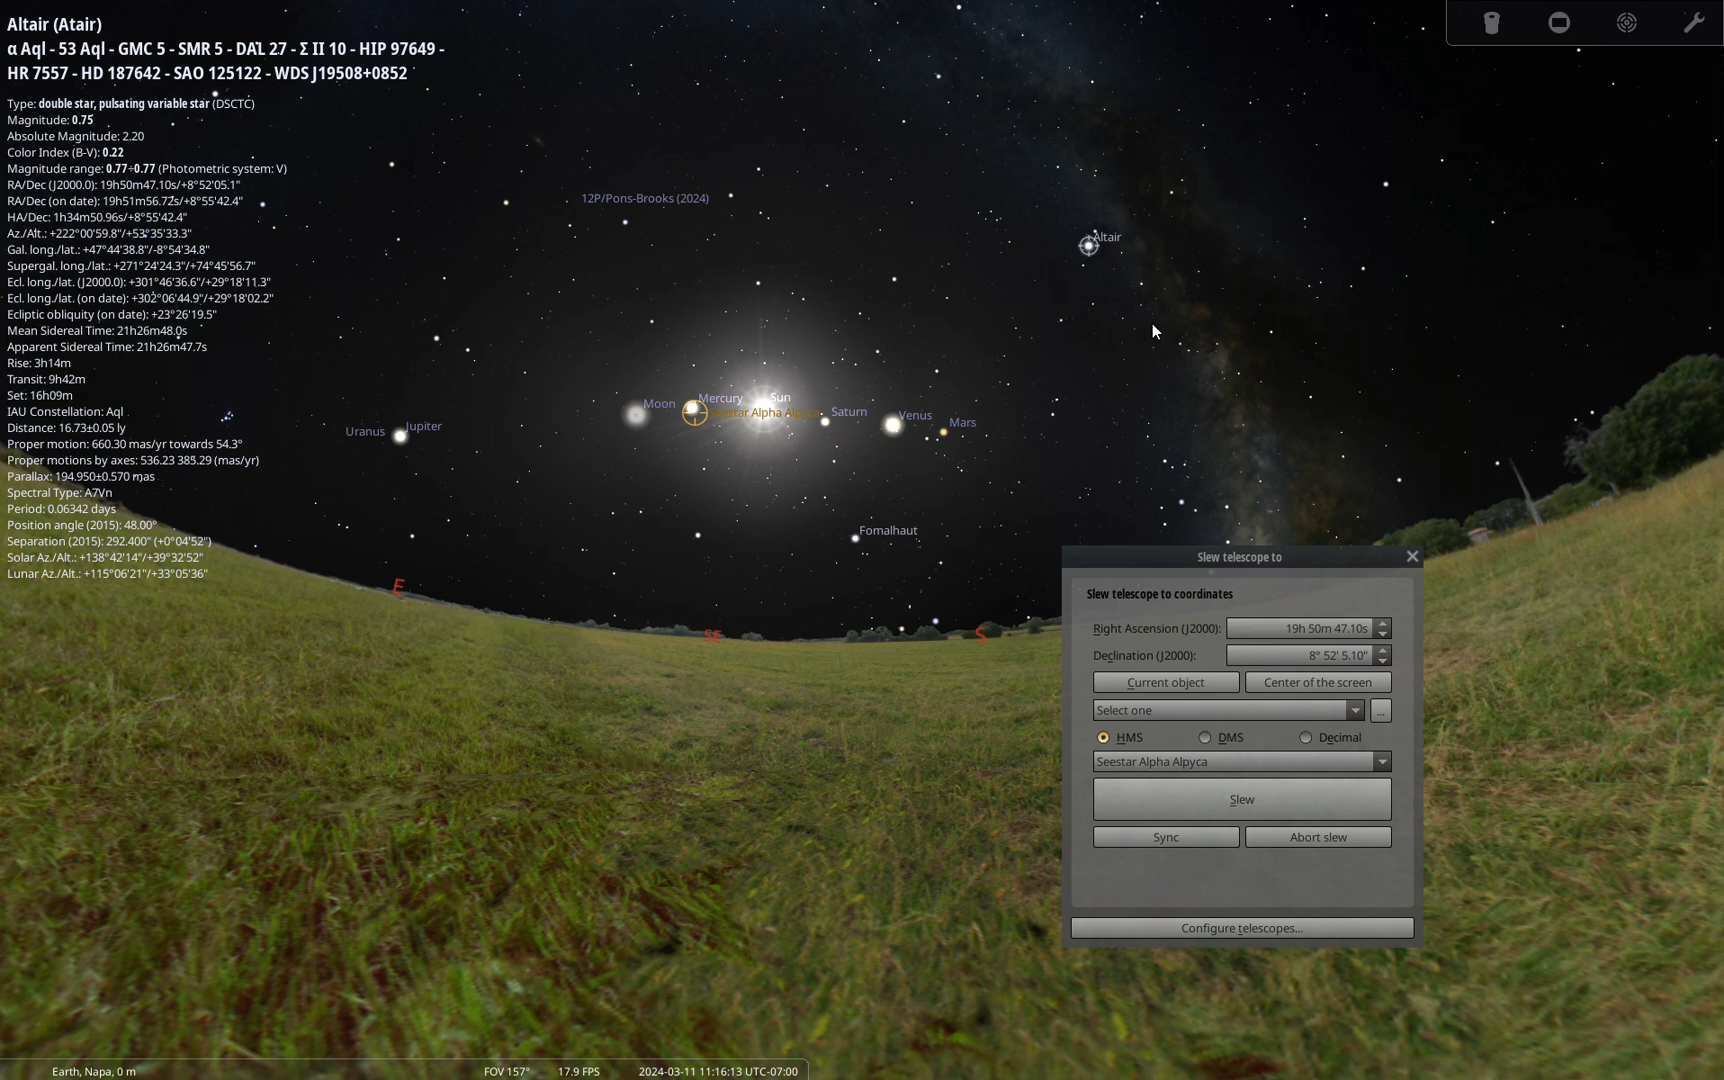 Altair (Atair)
α Aql - 53 Aql - GMC 5 - SMR 5 - DAL 27 - Σ II 10 - HIP 97649 -
HR 7557 - HD 187642 - SAO 125122 - WDS J19508+0852
Type: double star, pulsating variable star (DSCTC)
Magnitude: 0.75
Absolute Magnitude: 2.20
Color Index (B-V): 0.22
Magnitude range: 0.77÷0.77 (Photometric system: V)
RA/Dec (J2000.0): 19h50m47.10s/+8°52'05.1"
RA/Dec (on date): 19h51m56.72s/+8°55'42.4"
HA/Dec: 1h34m50.96s/+8°55'42.4"
Az./Alt.: +222°00'59.8"/+53°35'33.3"
Gal. long./lat.: +47°44'38.8"/-8°54'34.8"
Supergal. long./lat.: +271°24'24.3"/+74°45'56.7"
Ecl. long./lat. (J2000.0): +301°46'36.6"/+29°18'11.3"
Ecl. long./lat. (on date): +302°06'44.9"/+29°18'02.2"
Ecliptic obliquity (on date): +23°26'19.5"
Mean Sidereal Time: 21h26m48.0s
Apparent Sidereal Time: 21h26m47.7s
Rise: 3h14m
Transit: 9h42m
Set: 16h09m
IAU Constellation: Aql
Distance: 16.73±0.05 ly
Proper motion: 660.30 mas/yr towards 54.3°
Proper motions by axes: 536.23 385.29 (mas/yr)
Parallax: 194.950±0.570 mas
Spectral Type: A7Vn
Period: 0.06342 days
Position angle (2015): 48.00°
Separation (2015): 292.400" (+0°04'52")
Solar Az./Alt.: +138°42'14"/+39°32'52"
Lunar Az./Alt.: +115°06'21"/+33°05'36"
12P/Pons-Brooks (2024)
Altair
Moon
Mercury
Sun
Seestar Alpha Alpyca
Saturn
Venus
Mars
Uranus
Jupiter
Fomalhaut
E
SE
S
Slew telescope to
Slew telescope to coordinates
Right Ascension (J2000): 19h 50m 47.10s
Declination (J2000): 8° 52' 5.10"
Current object
Center of the screen
Select one
...
HMS
DMS
Decimal
Seestar Alpha Alpyca
Slew
Sync
Abort slew
Configure telescopes...
Earth, Napa, 0 m
FOV 157°
17.9 FPS
2024-03-11 11:16:13 UTC-07:00